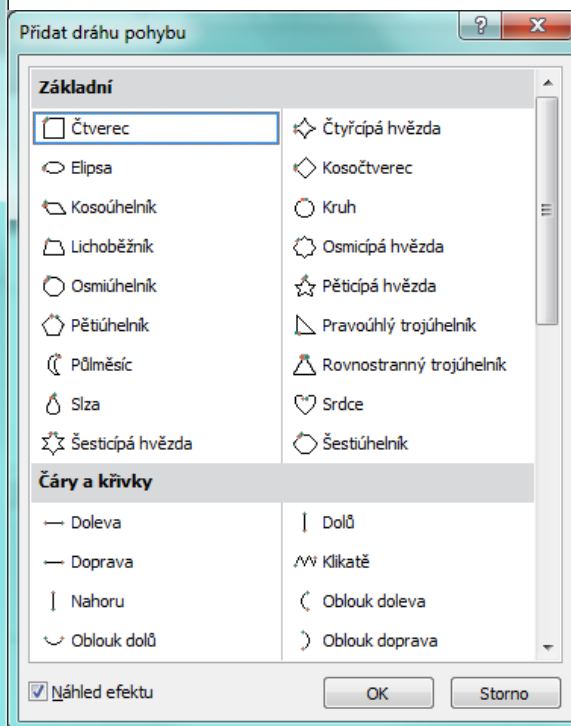 Přidat dráhu pohybu
Základní
Čtverec
Čtyřcípá hvězda
Elipsa
Kosočtverec
Kosoúhelník
Kruh
Lichoběžník
Osmicípá hvězda
Osmiúhelník
Pěticípá hvězda
Pětiúhelník
Pravoúhlý trojúhelník
Půlměsíc
Rovnostranný trojúhelník
Slza
Srdce
Šesticípá hvězda
Šestiúhelník
Čáry a křivky
Doleva
Dolů
Doprava
Klikatě
Nahoru
Oblouk doleva
Oblouk dolů
Oblouk doprava
Náhled efektu
OK
Storno